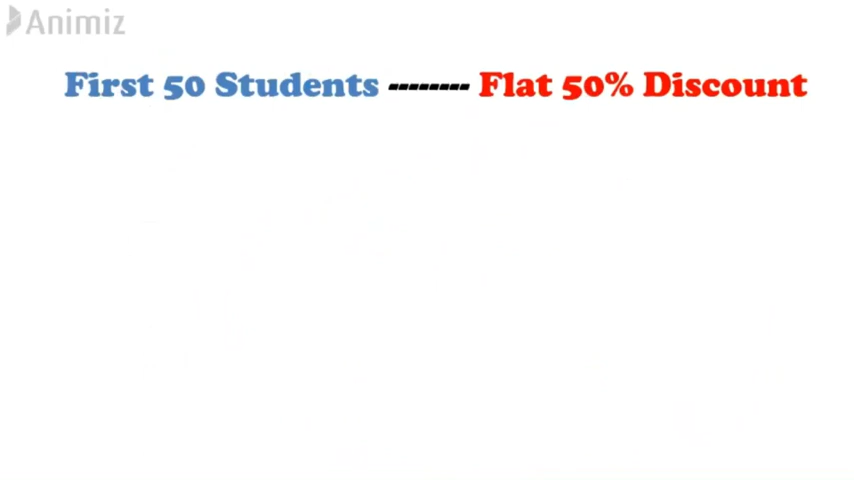 Animiz
First 50 Students -------- Flat 50% Discount